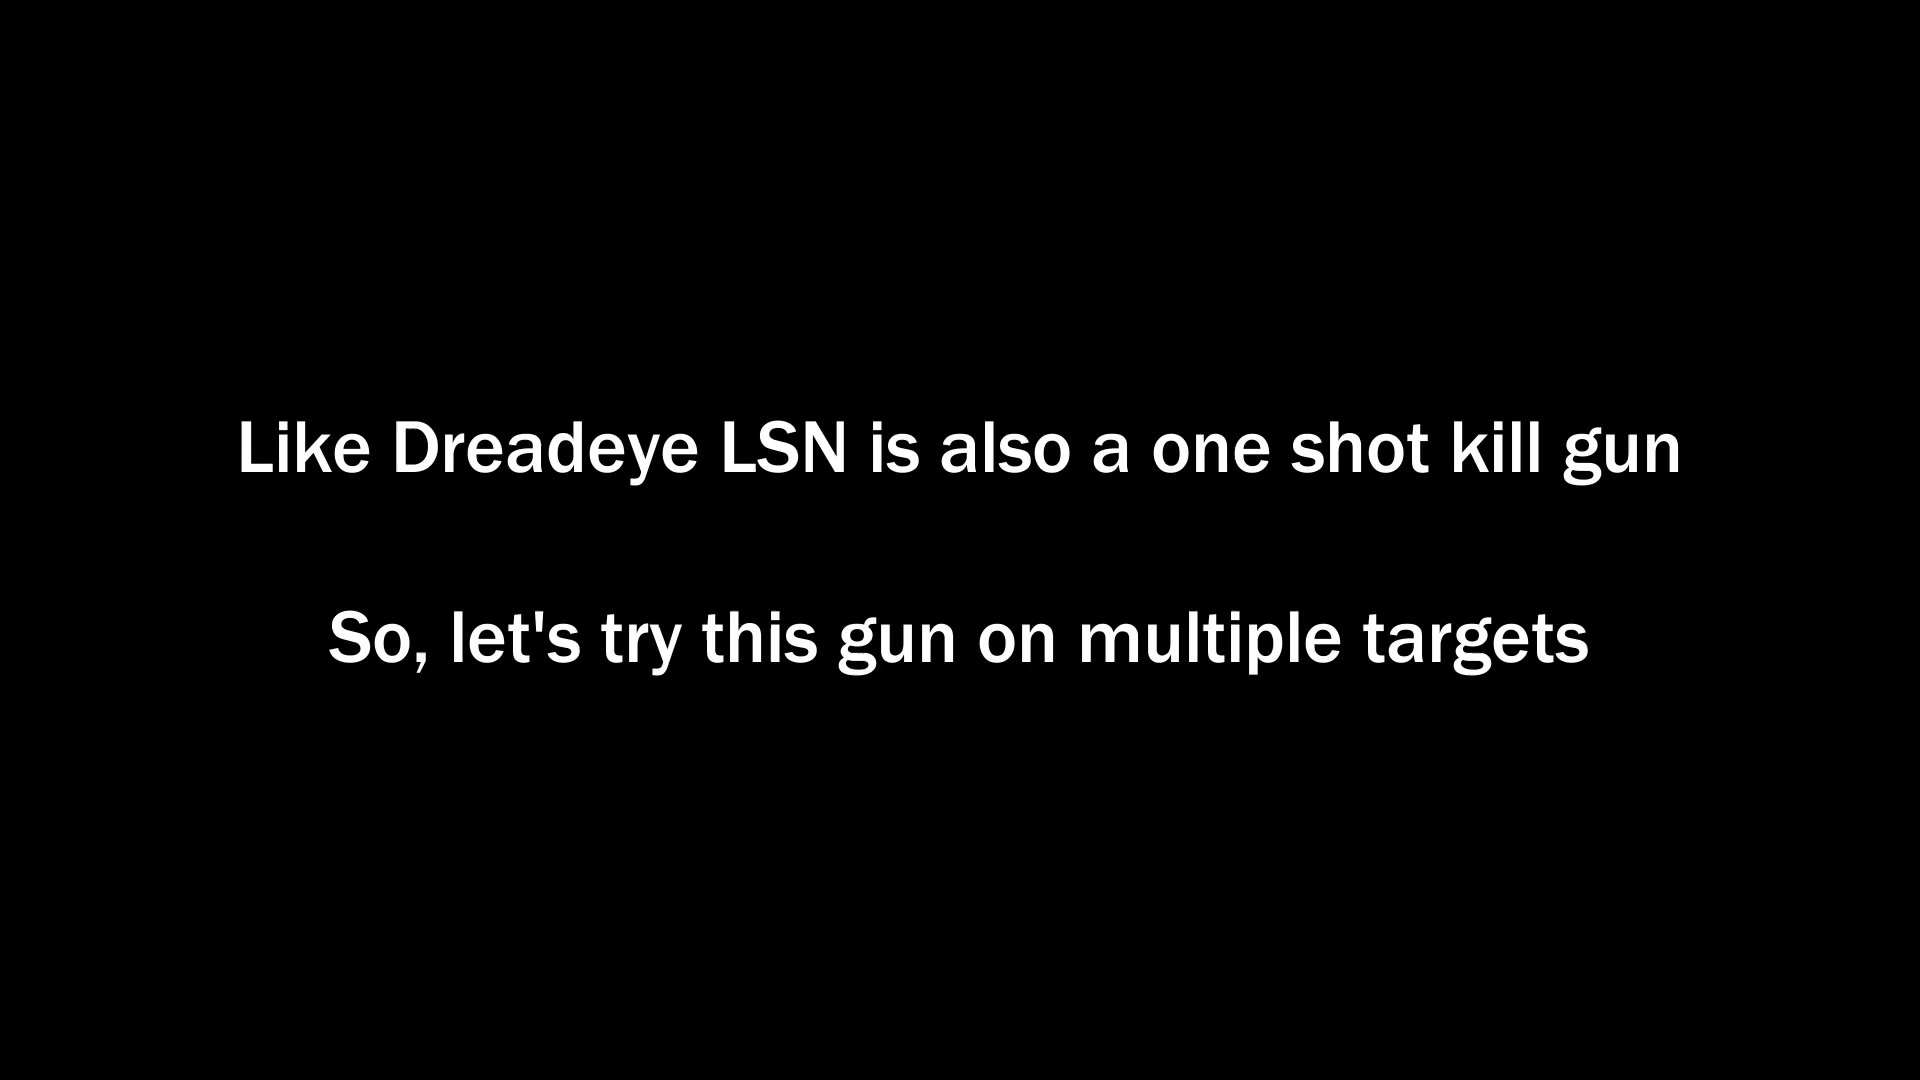 Like Dreadeye LSN is also a one shot kill gun
So, let's try this gun on multiple targets